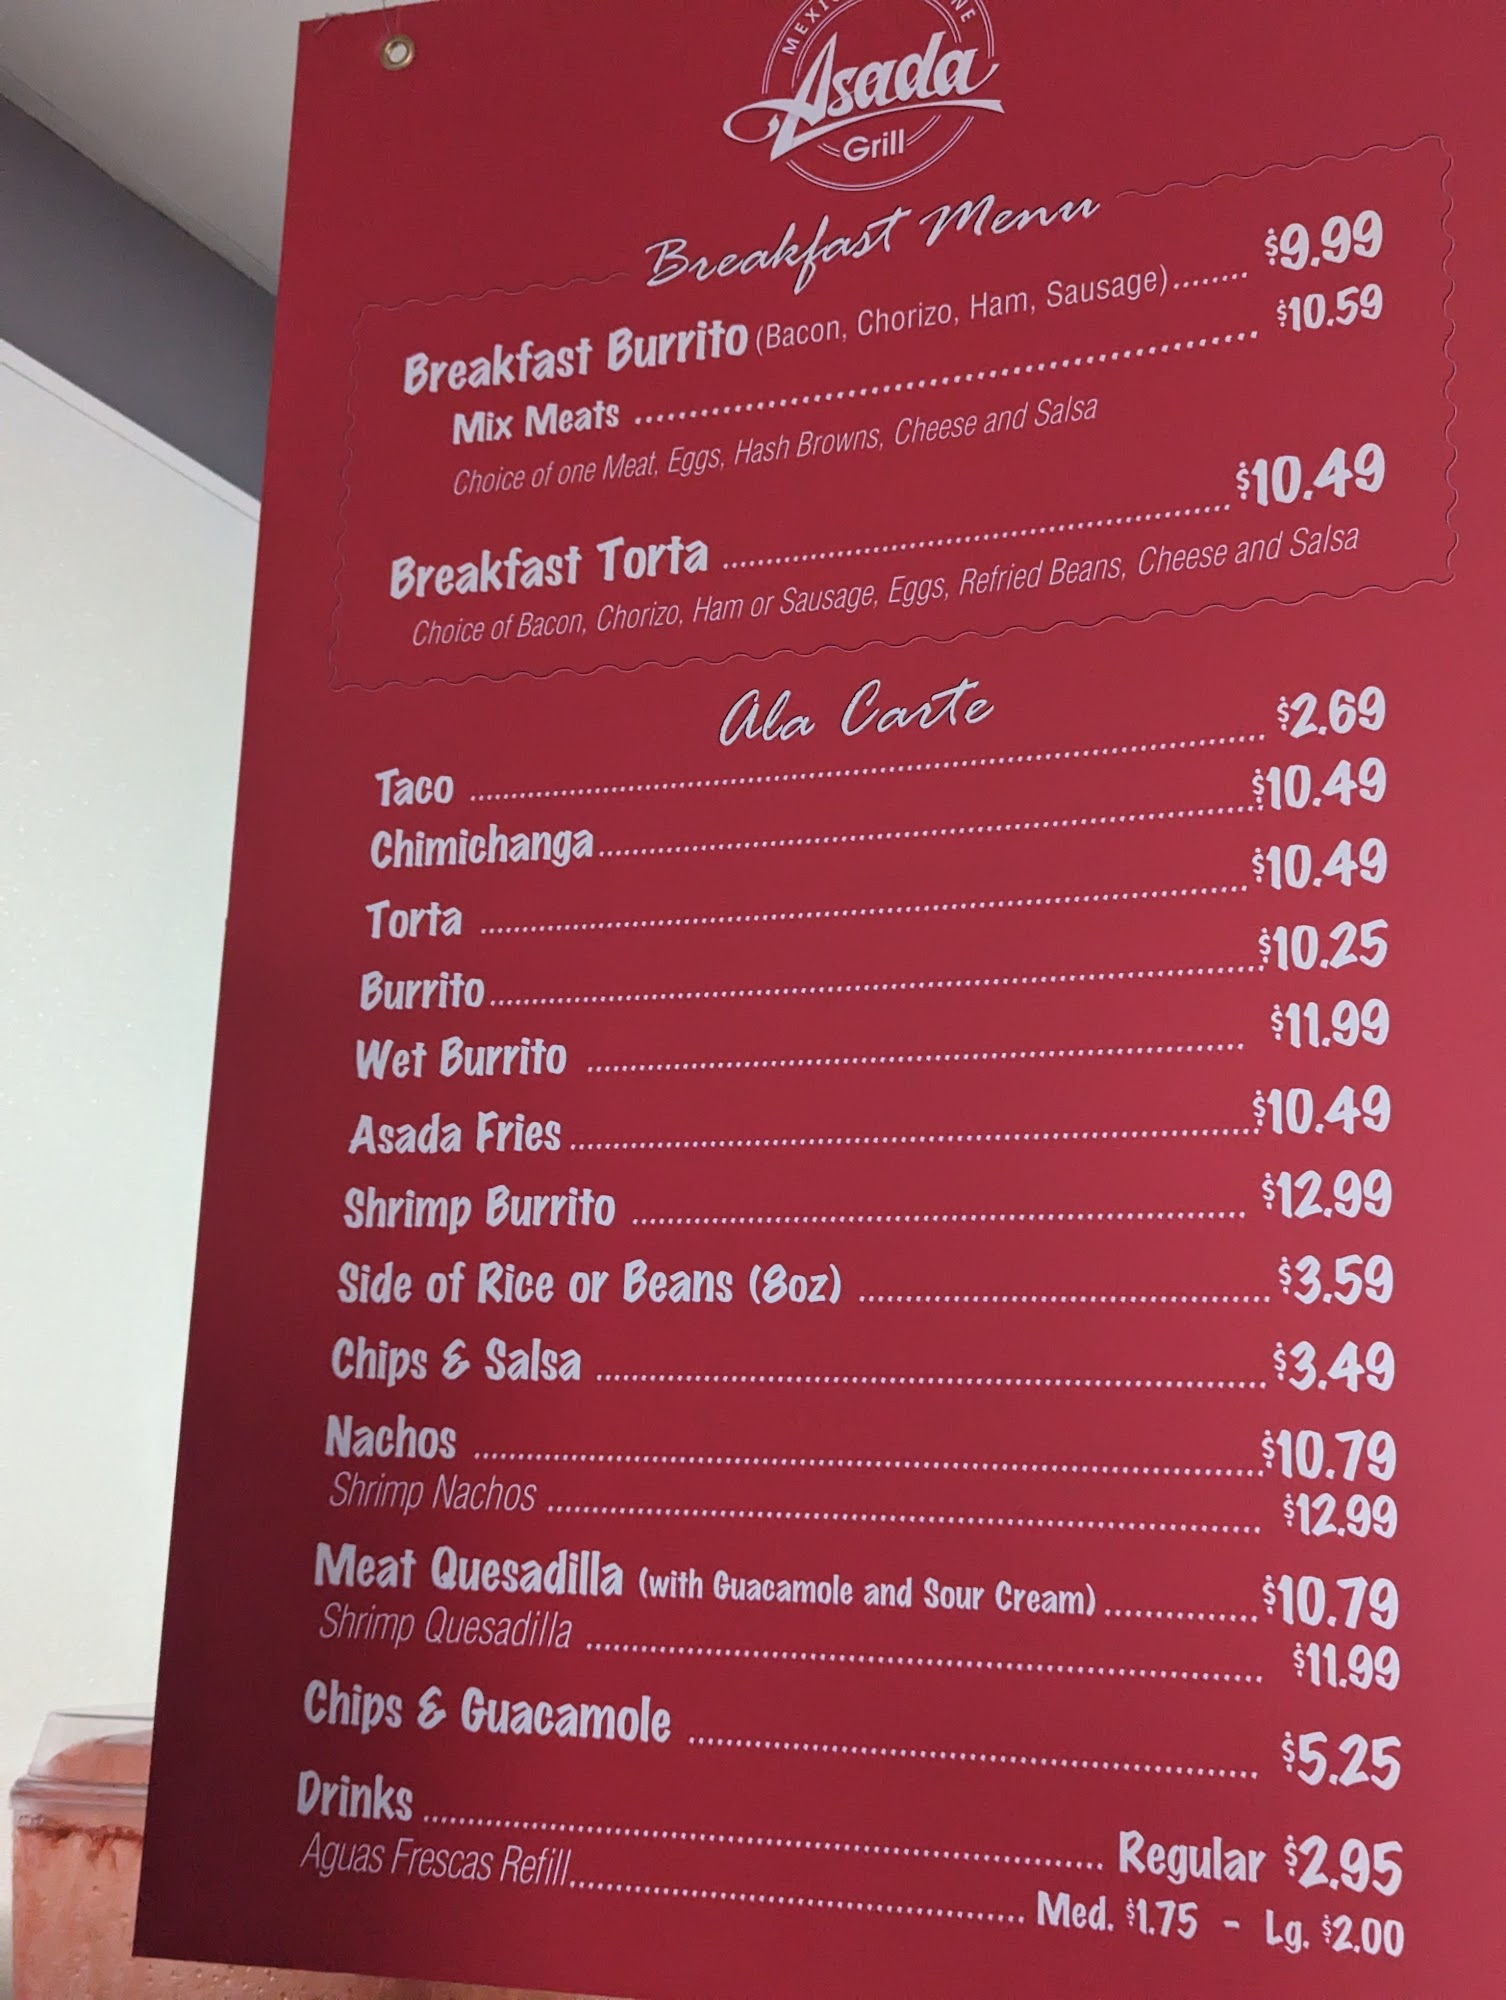 Asada
Grill
Breakfast Menu
Breakfast Burrito (Bacon, Chorizo, Ham, Sausage)........ $9.99
Mix Meats ........ $10.59
Choice of one Meat, Eggs, Hash Browns, Cheese and Salsa
Breakfast Torta ........ $10.49
Choice of Bacon, Chorizo, Ham or Sausage, Eggs, Refried Beans, Cheese and Salsa
Ala Carte
Taco ........ $2.69
Chimichanga........ $10.49
Torta ........ $10.49
Burrito........ $10.25
Wet Burrito ........ $11.99
Asada Fries ........ $10.49
Shrimp Burrito ........ $12.99
Side of Rice or Beans (8oz) ........ $3.59
Chips & Salsa ........ $3.49
Nachos ........ $10.79
Shrimp Nachos ........ $12.99
Meat Quesadilla (with Guacamole and Sour Cream) ........ $10.79
Shrimp Quesadilla ........ $11.99
Chips & Guacamole ........ $5.25
Drinks ........ Regular $2.95
Aguas Frescas Refill........ Med. $1.75 - Lg. $2.00